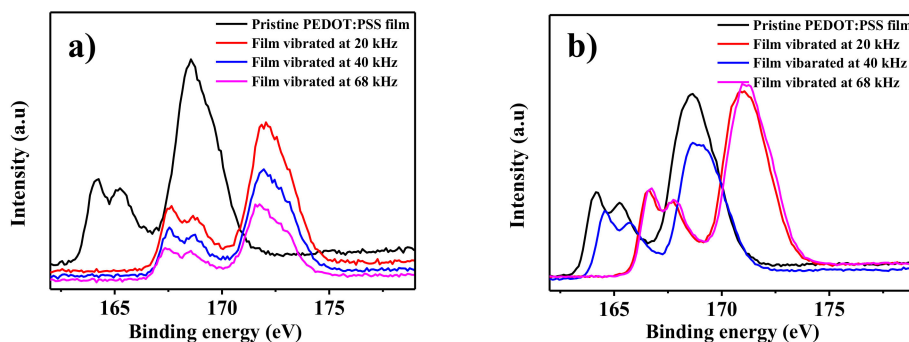 a)
Pristine PEDOT:PSS film
Film vibrated at 20 kHz
Film vibrated at 40 kHz
Film vibrated at 68 kHz
Intensity (a.u)
165 170 175
Binding energy (eV)
b)
Pristine PEDOT:PSS film
Film vibrated at 20 kHz
Film vibarated at 40 kHz
Film vibrated at 68 kHz
Intensity (a.u)
165 170 175
Binding energy (eV)